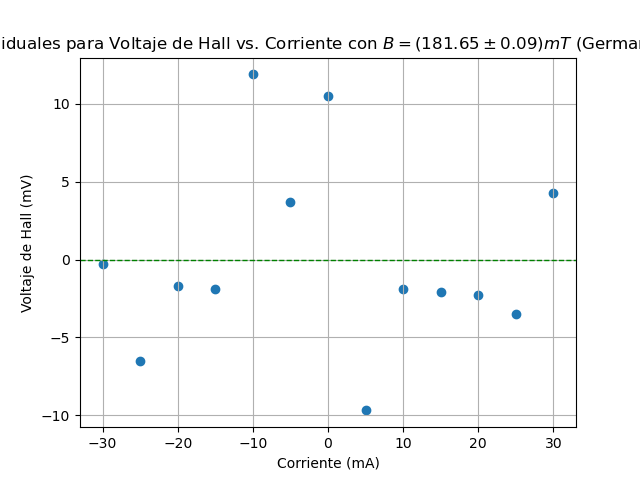 iduales para Voltaje de Hall vs. Corriente con B = (181.65 ± 0.09)mT (German
10
5
0
−5
−10
Voltaje de Hall (mV)
−30 −20 −10 0 10 20 30
Corriente (mA)